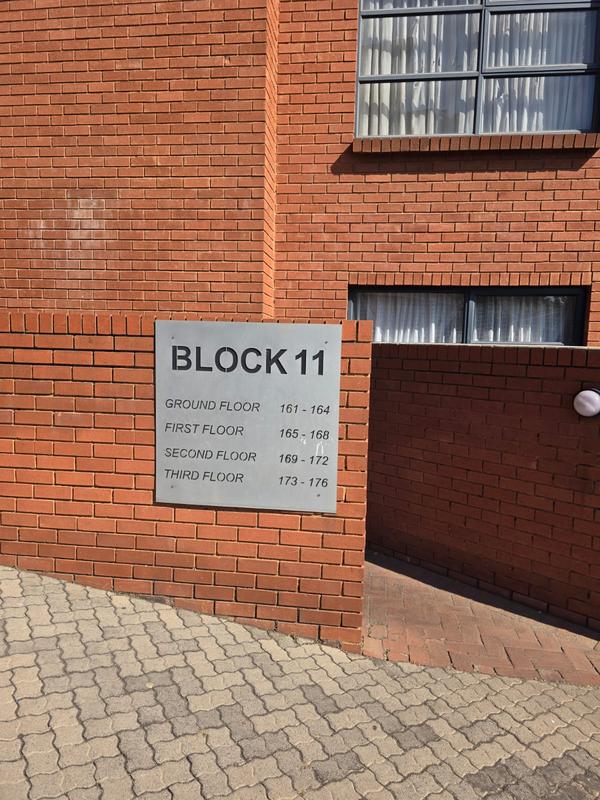 BLOCK 11
GROUND FLOOR 161 - 164
FIRST FLOOR 165 - 168
SECOND FLOOR 169 - 172
THIRD FLOOR 173 - 176